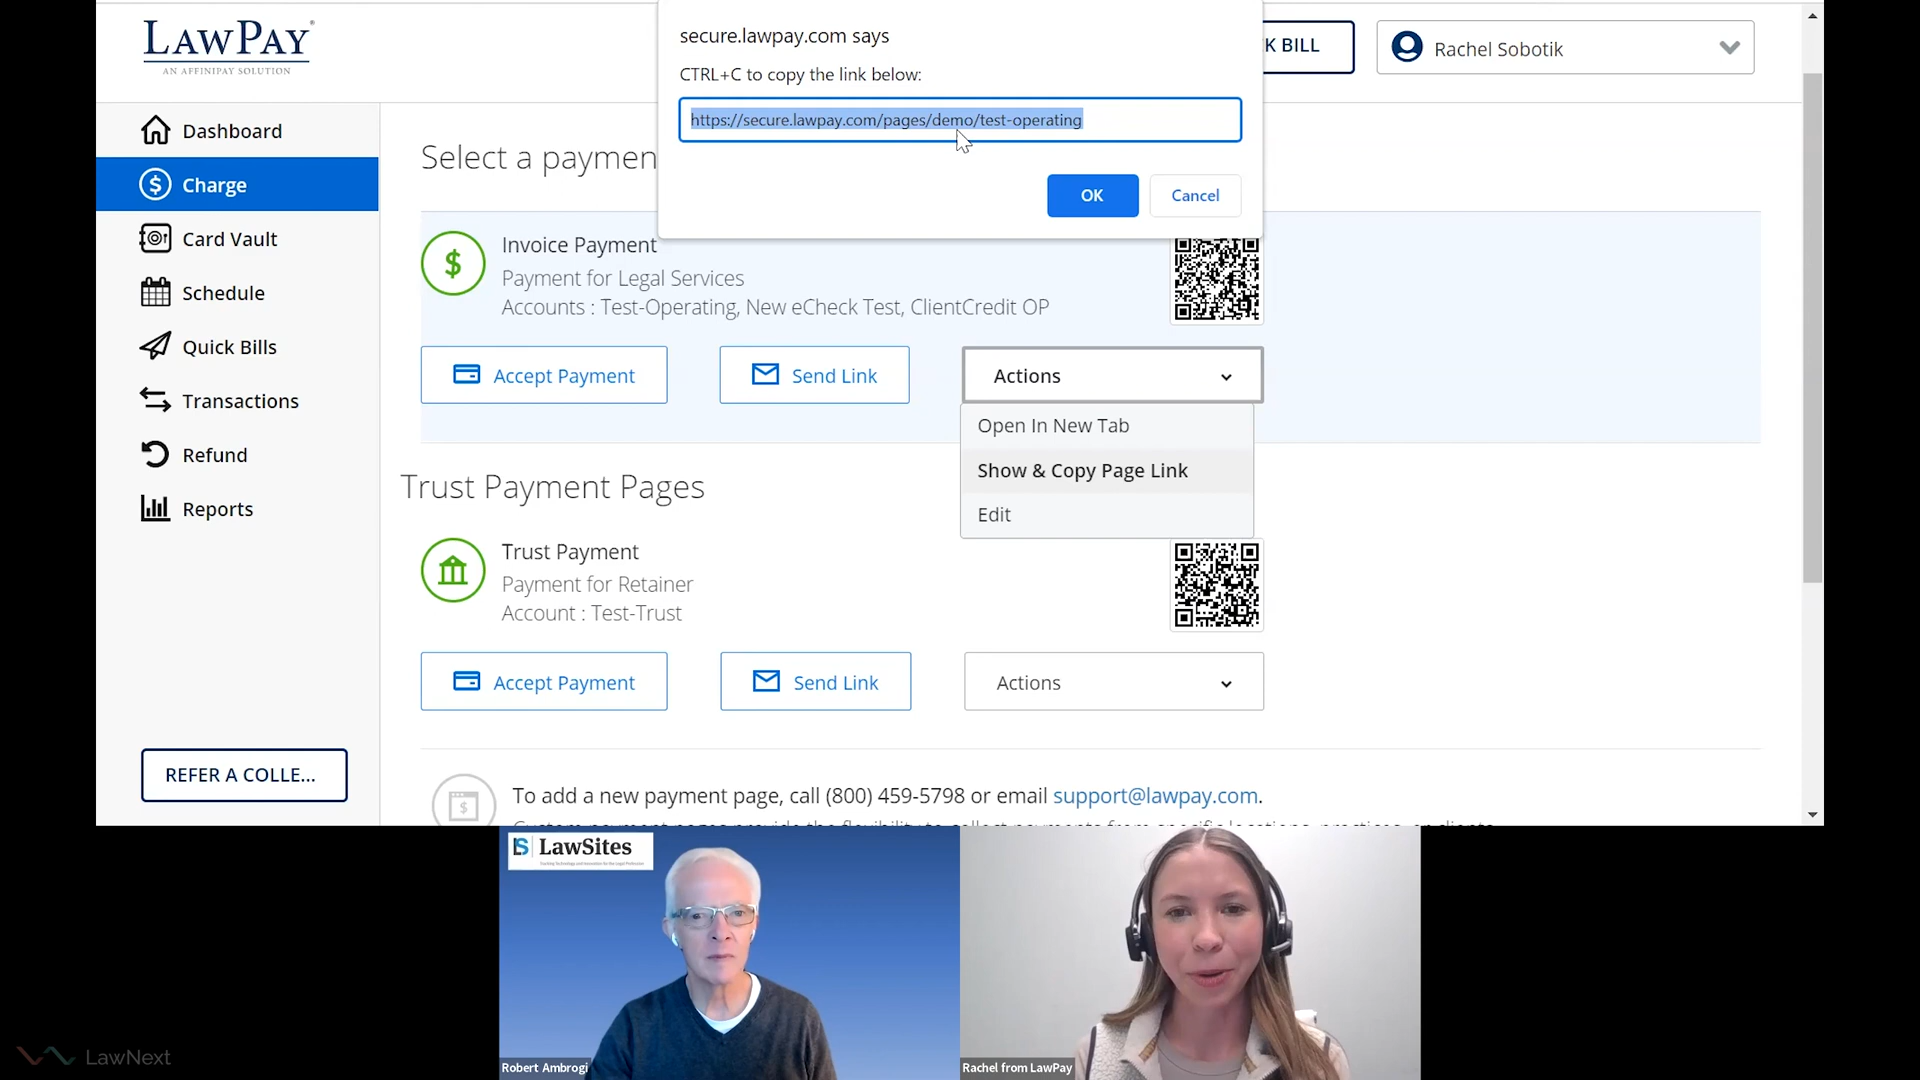 LAWPAY®
AN AFFINIPAY SOLUTION
secure.lawpay.com says
CTRL+C to copy the link below:
https://secure.lawpay.com/pages/demo/test-operating
OK
Cancel
K BILL
Rachel Sobotik
Dashboard
Charge
Card Vault
Schedule
Quick Bills
Transactions
Refund
Reports
REFER A COLLE...
Select a paymen
Invoice Payment
Payment for Legal Services
Accounts : Test-Operating, New eCheck Test, ClientCredit OP
Accept Payment
Send Link
Actions
Open In New Tab
Show & Copy Page Link
Edit
Trust Payment Pages
Trust Payment
Payment for Retainer
Account : Test-Trust
Accept Payment
Send Link
Actions
To add a new payment page, call (800) 459-5798 or email support@lawpay.com.
LS LawSites
Robert Ambrogi
Rachel from LawPay
LawNext